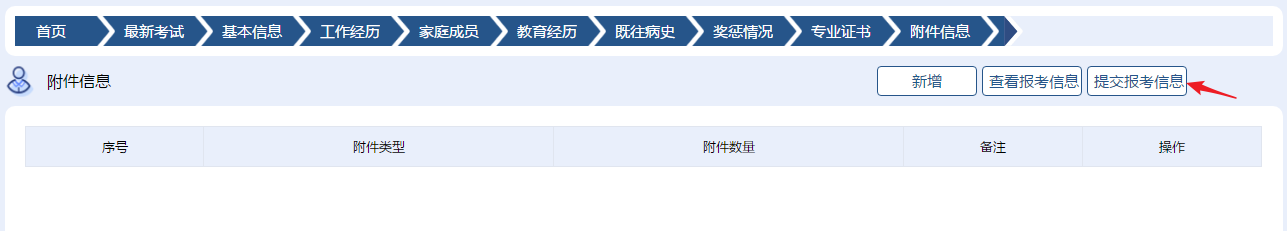 首页 最新考试 基本信息 工作经历 家庭成员 教育经历 既往病史 奖惩情况 专业证书 附件信息
附件信息 新增 查看报考信息 提交报考信息
序号 附件类型 附件数量 备注 操作